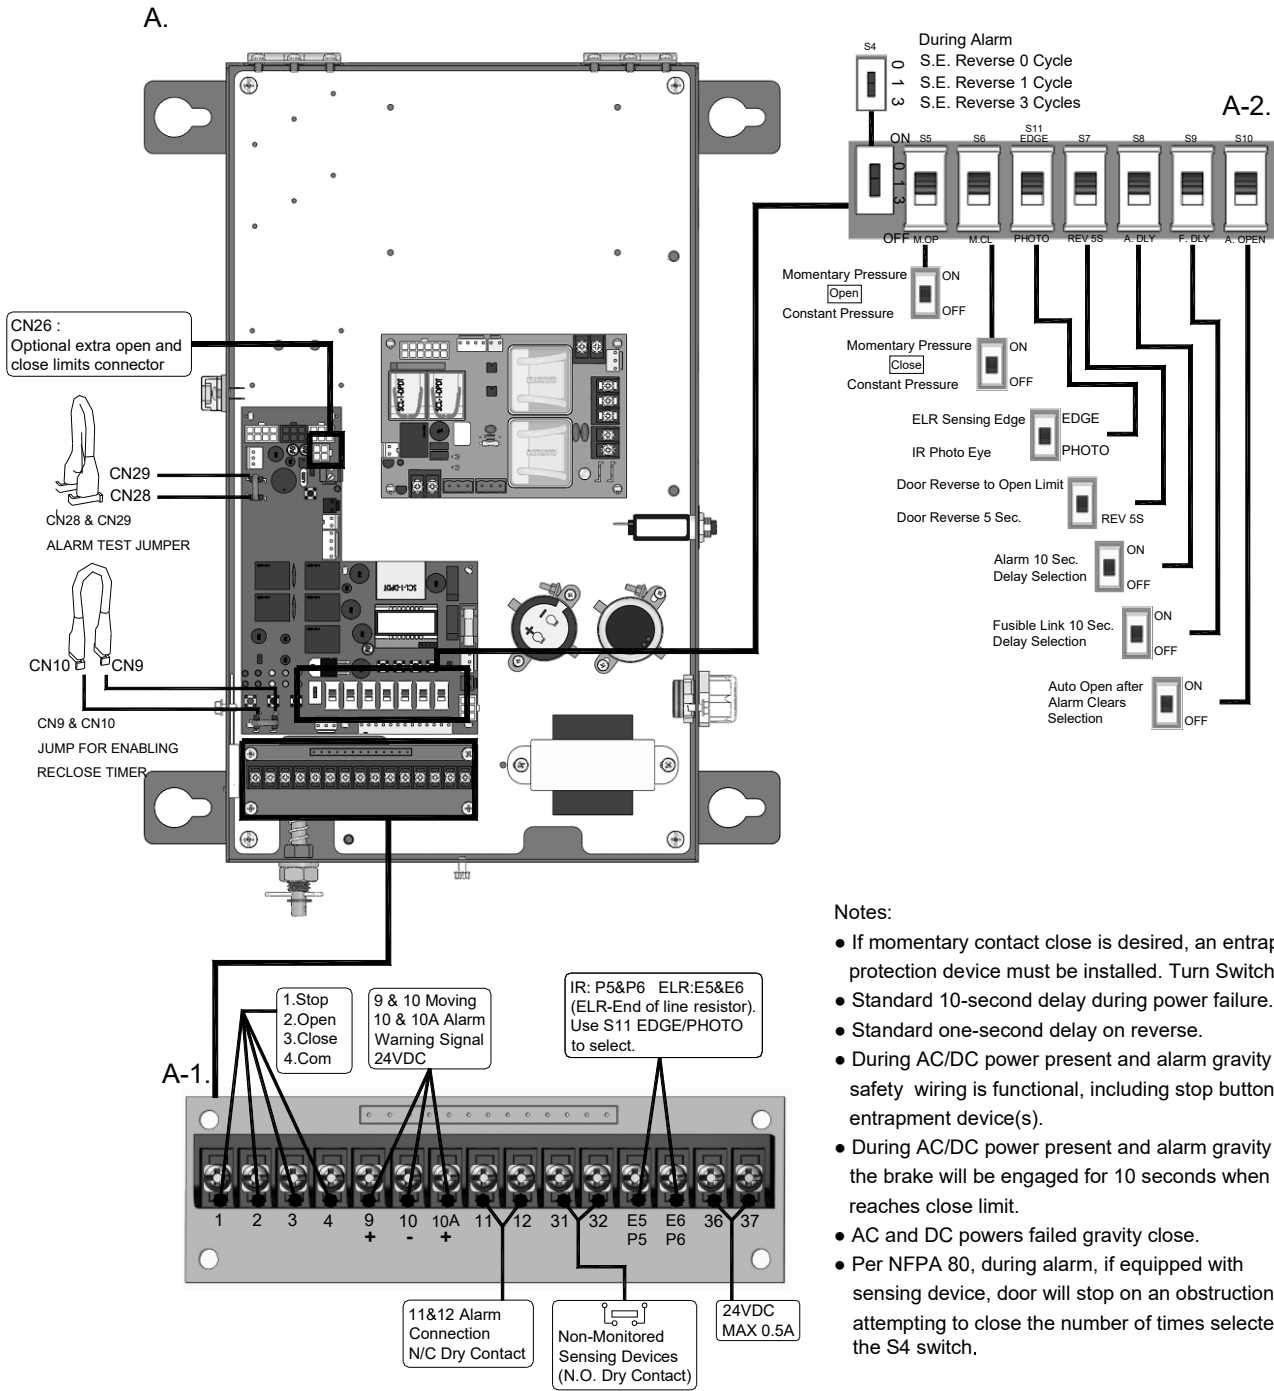 A.
During Alarm
S4
S.E. Reverse 0 Cycle
S.E. Reverse 1 Cycle
S.E. Reverse 3 Cycles
0
1
3
A-2.
ON
S5
S6
S11
EDGE
S7
S8
S9
S10
0
1
3
OFF
M.OP
M.CL
PHOTO
REV 5S
A. DLY
F. DLY
A. OPEN
Momentary Pressure
Open
Constant Pressure
ON
OFF
Momentary Pressure
Close
Constant Pressure
ON
OFF
ELR Sensing Edge
IR Photo Eye
EDGE
PHOTO
Door Reverse to Open Limit
Door Reverse 5 Sec.
REV 5S
Alarm 10 Sec.
Delay Selection
ON
OFF
Fusible Link 10 Sec.
Delay Selection
ON
OFF
Auto Open after
Alarm Clears
Selection
ON
OFF
CN26 :
Optional extra open and
close limits connector
CN29
CN28
CN28 & CN29
ALARM TEST JUMPER
CN10
CN9
CN9 & CN10
JUMP FOR ENABLING
RECLOSE TIMER
SCL-1-DPDT
SCL-1-DPDT
SCL-1-DPDT
+
-
A-1.
1.Stop
2.Open
3.Close
4.Com
9 & 10 Moving
10 & 10A Alarm
Warning Signal
24VDC
IR: P5&P6 ELR:E5&E6
(ELR-End of line resistor).
Use S11 EDGE/PHOTO
to select.
1 2 3 4 9 10 10A 11 12 31 32 E5 E6 36 37
+ - + P5 P6
11&12 Alarm
Connection
N/C Dry Contact
Non-Monitored
Sensing Devices
(N.O. Dry Contact)
24VDC
MAX 0.5A
Notes:
● If momentary contact close is desired, an entrap
protection device must be installed. Turn Switch
● Standard 10-second delay during power failure.
● Standard one-second delay on reverse.
● During AC/DC power present and alarm gravity
safety wiring is functional, including stop button
entrapment device(s).
● During AC/DC power present and alarm gravity
the brake will be engaged for 10 seconds when
reaches close limit.
● AC and DC powers failed gravity close.
● Per NFPA 80, during alarm, if equipped with
sensing device, door will stop on an obstruction
attempting to close the number of times selecte
the S4 switch.